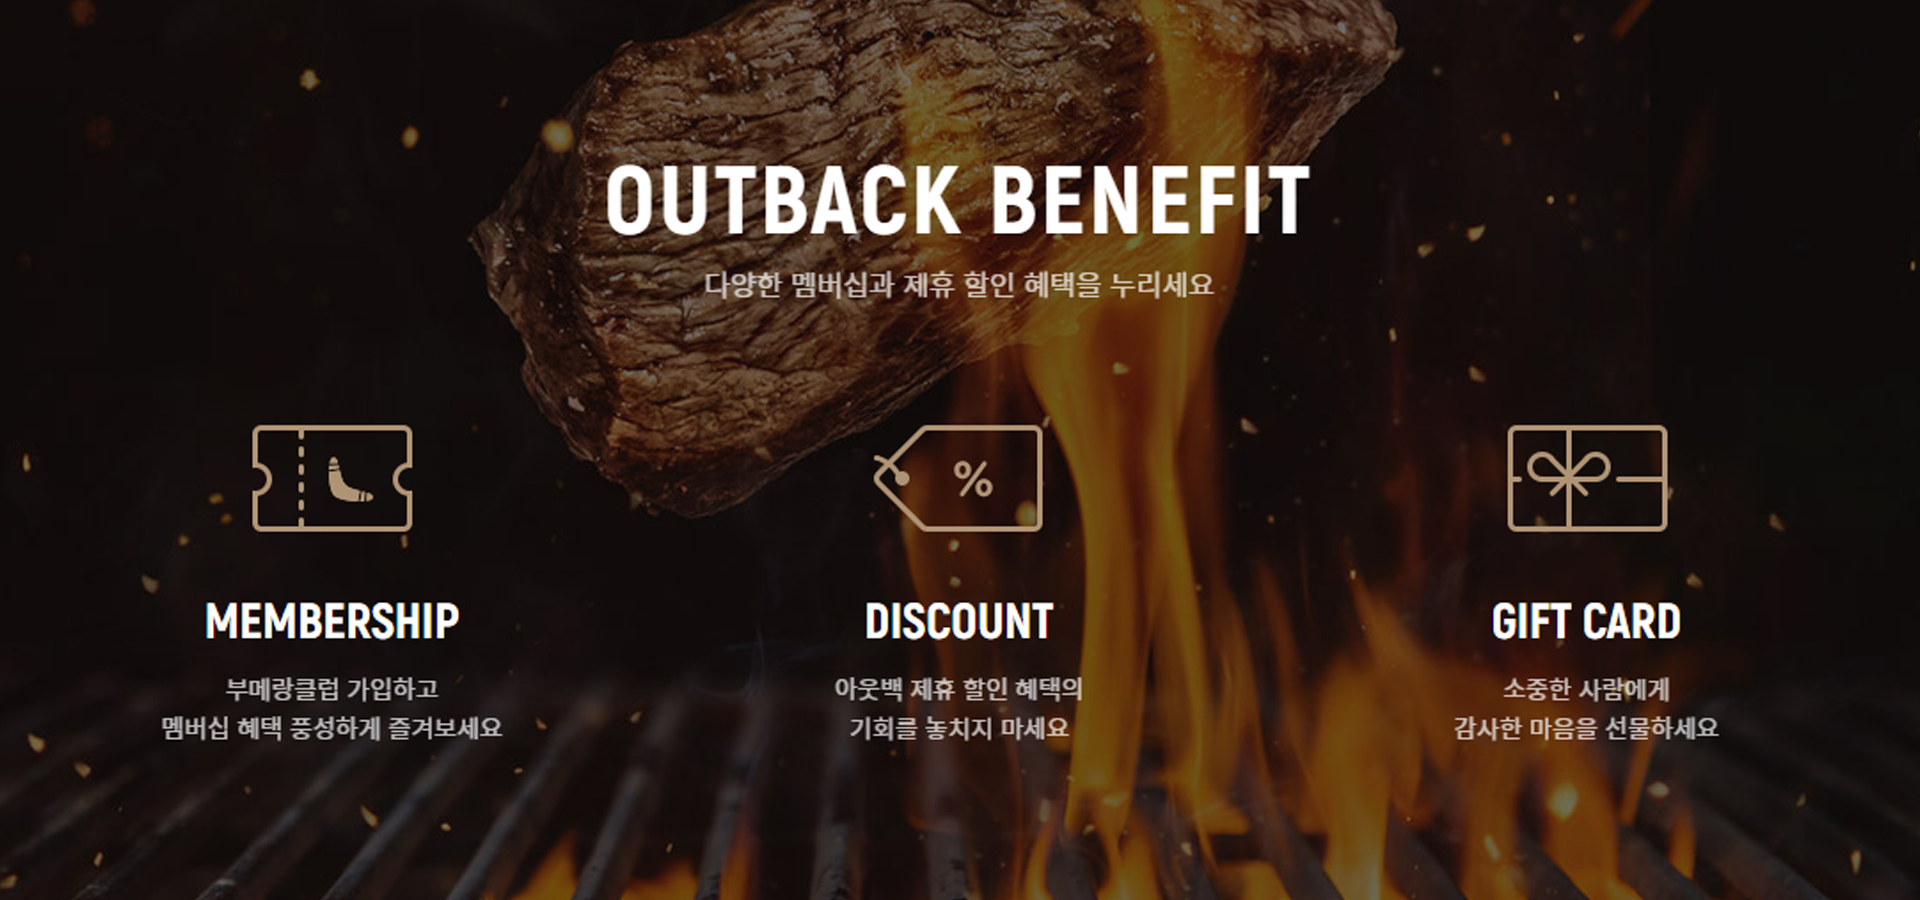 OUTBACK BENEFIT
다양한 멤버십과 제휴 할인 혜택을 누리세요
%
MEMBERSHIP
부메랑클럽 가입하고
멤버십 혜택 풍성하게 즐겨보세요
DISCOUNT
아웃백 제휴 할인 혜택의
기회를 놓치지 마세요
GIFT CARD
소중한 사람에게
감사한 마음을 선물하세요